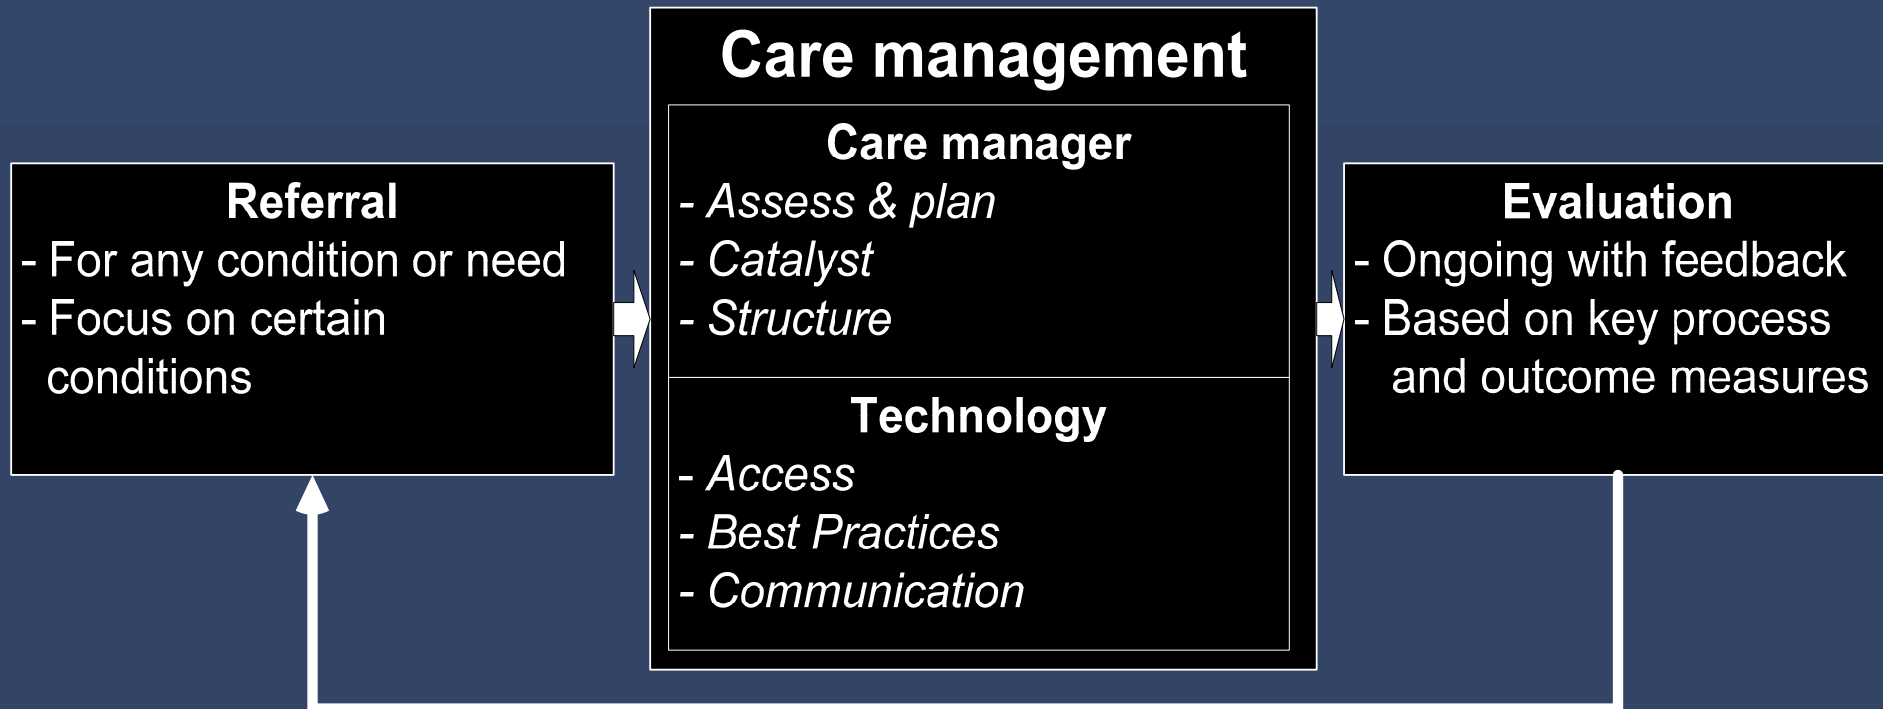 Care management
Referral
- For any condition or need
- Focus on certain
conditions
Care manager
- Assess & plan
- Catalyst
- Structure
Technology
- Access
- Best Practices
- Communication
Evaluation
- Ongoing with feedback
- Based on key process
and outcome measures